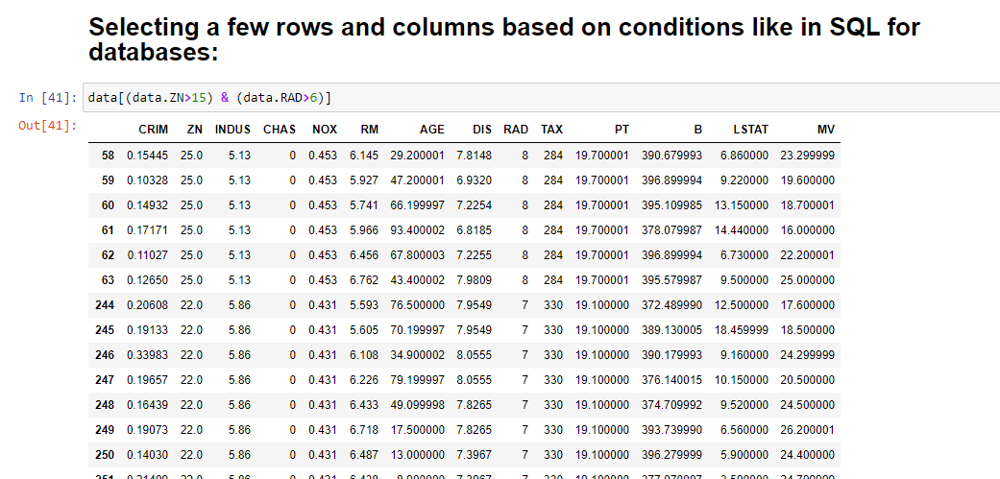 Selecting a few rows and columns based on conditions like in SQL for
databases:
In [41]: data[(data.ZN>15) & (data.RAD>6)]
Out[41]:
CRIM ZN INDUS CHAS NOX RM AGE DIS RAD TAX PT B LSTAT MV
58 0.15445 25.0 5.13 0 0.453 6.145 29.200001 7.8148 8 284 19.700001 390.679993 6.860000 23.299999
59 0.10328 25.0 5.13 0 0.453 5.927 47.200001 6.9320 8 284 19.700001 396.899994 9.220000 19.600000
60 0.14932 25.0 5.13 0 0.453 5.741 66.199997 7.2254 8 284 19.700001 395.109985 13.150000 18.700001
61 0.17171 25.0 5.13 0 0.453 5.966 93.400002 6.8185 8 284 19.700001 378.079987 14.440000 16.000000
62 0.11027 25.0 5.13 0 0.453 6.456 67.800003 7.2255 8 284 19.700001 396.899994 6.730000 22.200001
63 0.12650 25.0 5.13 0 0.453 6.762 43.400002 7.9809 8 284 19.700001 395.579987 9.500000 25.000000
244 0.20608 22.0 5.86 0 0.431 5.593 76.500000 7.9549 7 330 19.100000 372.489990 12.500000 17.600000
245 0.19133 22.0 5.86 0 0.431 5.605 70.199997 7.9549 7 330 19.100000 389.130005 18.459999 18.500000
246 0.33983 22.0 5.86 0 0.431 6.108 34.900002 8.0555 7 330 19.100000 390.179993 9.160000 24.299999
247 0.19657 22.0 5.86 0 0.431 6.226 79.199997 8.0555 7 330 19.100000 376.140015 10.150000 20.500000
248 0.16439 22.0 5.86 0 0.431 6.433 49.099998 7.8265 7 330 19.100000 374.709992 9.520000 24.500000
249 0.19073 22.0 5.86 0 0.431 6.718 17.500000 7.8265 7 330 19.100000 393.739990 6.560000 26.200001
250 0.14030 22.0 5.86 0 0.431 6.487 13.000000 7.3967 7 330 19.100000 396.279999 5.900000 24.400000